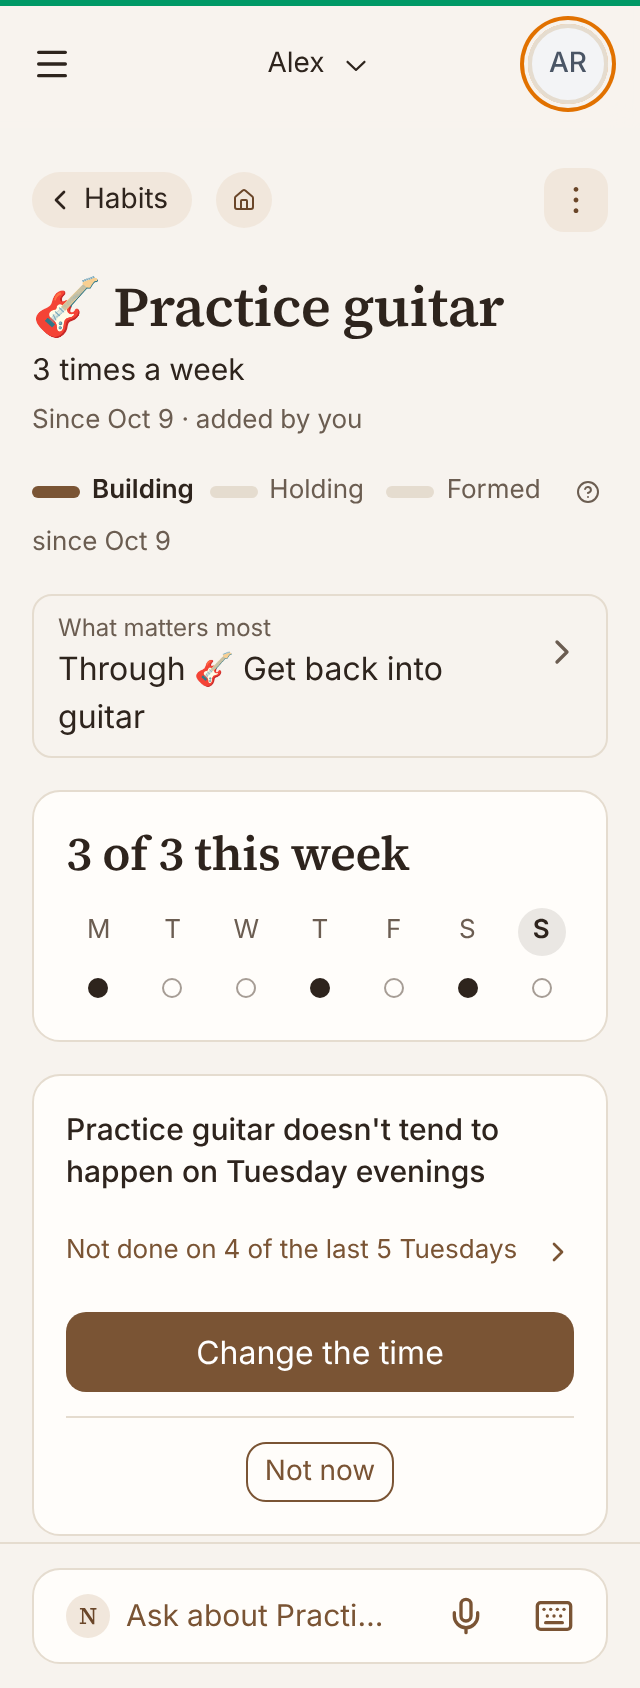 Alex
AR
Habits
🎸 Practice guitar
3 times a week
Since Oct 9 · added by you
Building Holding Formed
since Oct 9
What matters most
Through 🎸 Get back into
guitar
3 of 3 this week
M T W T F S S
Practice guitar doesn't tend to
happen on Tuesday evenings
Not done on 4 of the last 5 Tuesdays
Change the time
Not now
N Ask about Practi...